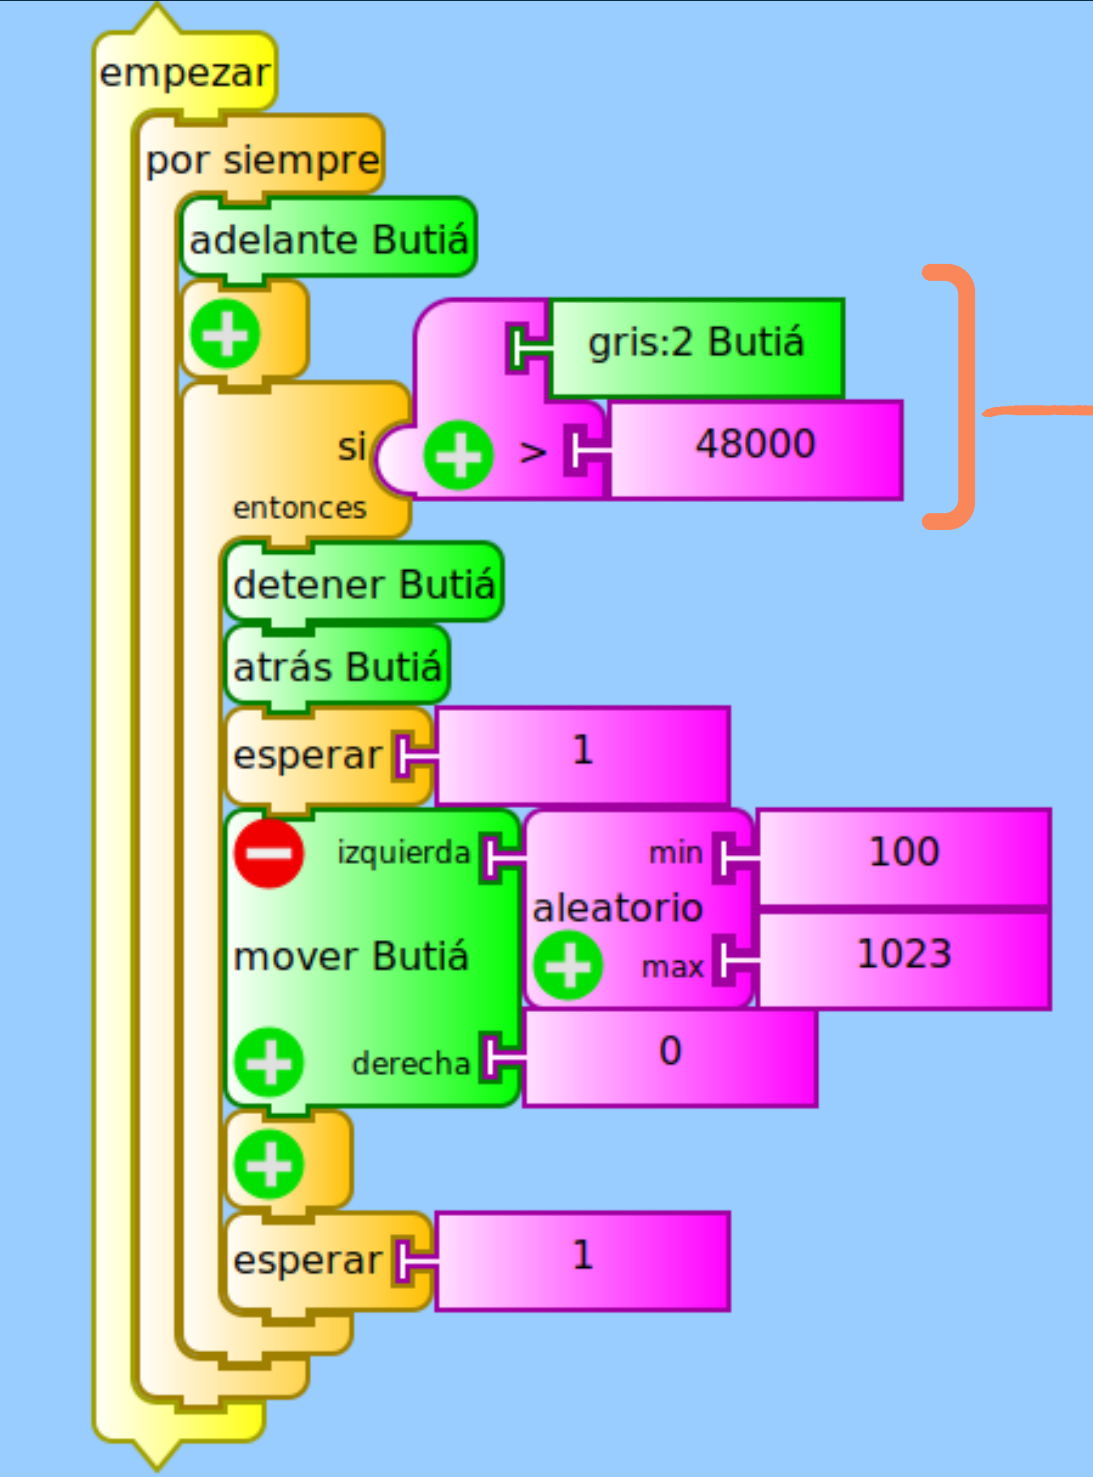 empezar
por siempre
adelante Butiá
gris:2 Butiá
si > 48000
entonces
detener Butiá
atrás Butiá
esperar 1
izquierda min 100
aleatorio
mover Butiá max 1023
derecha 0
esperar 1